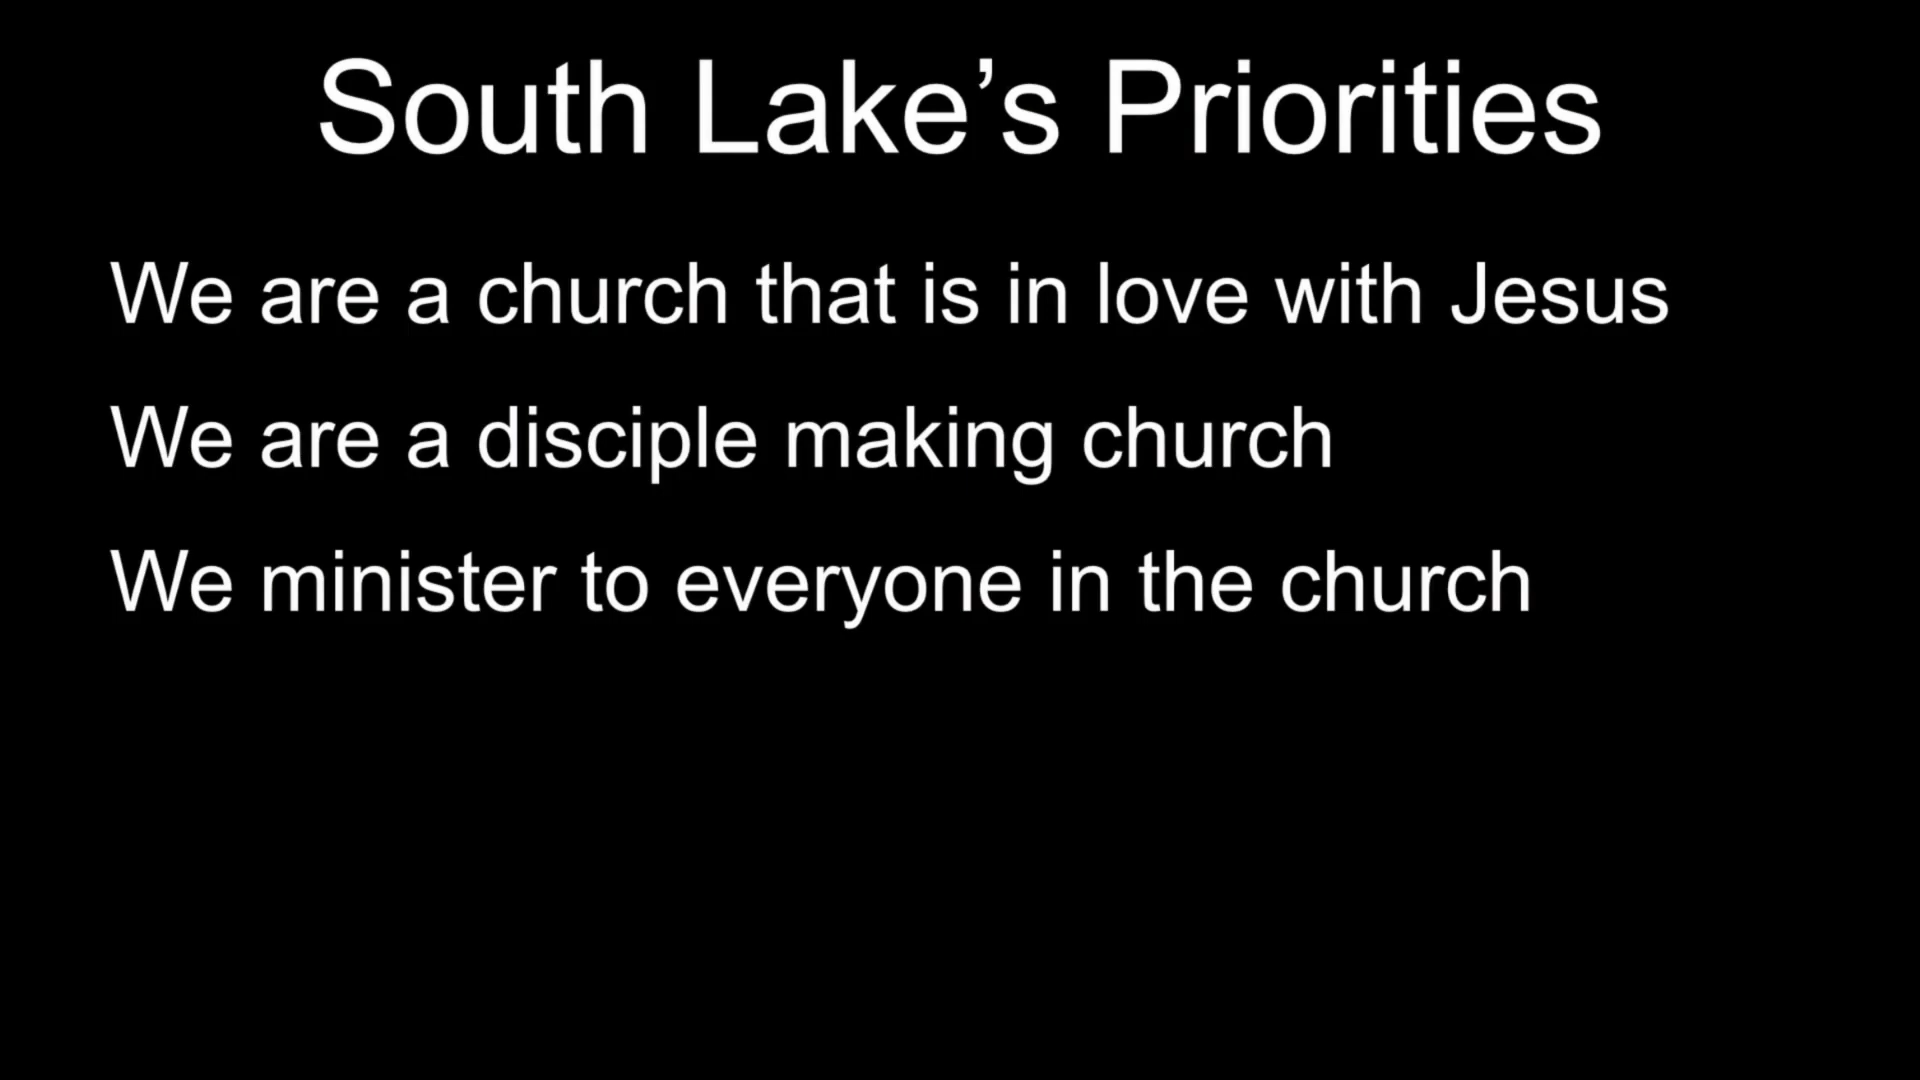 South Lake’s Priorities
We are a church that is in love with Jesus
We are a disciple making church
We minister to everyone in the church